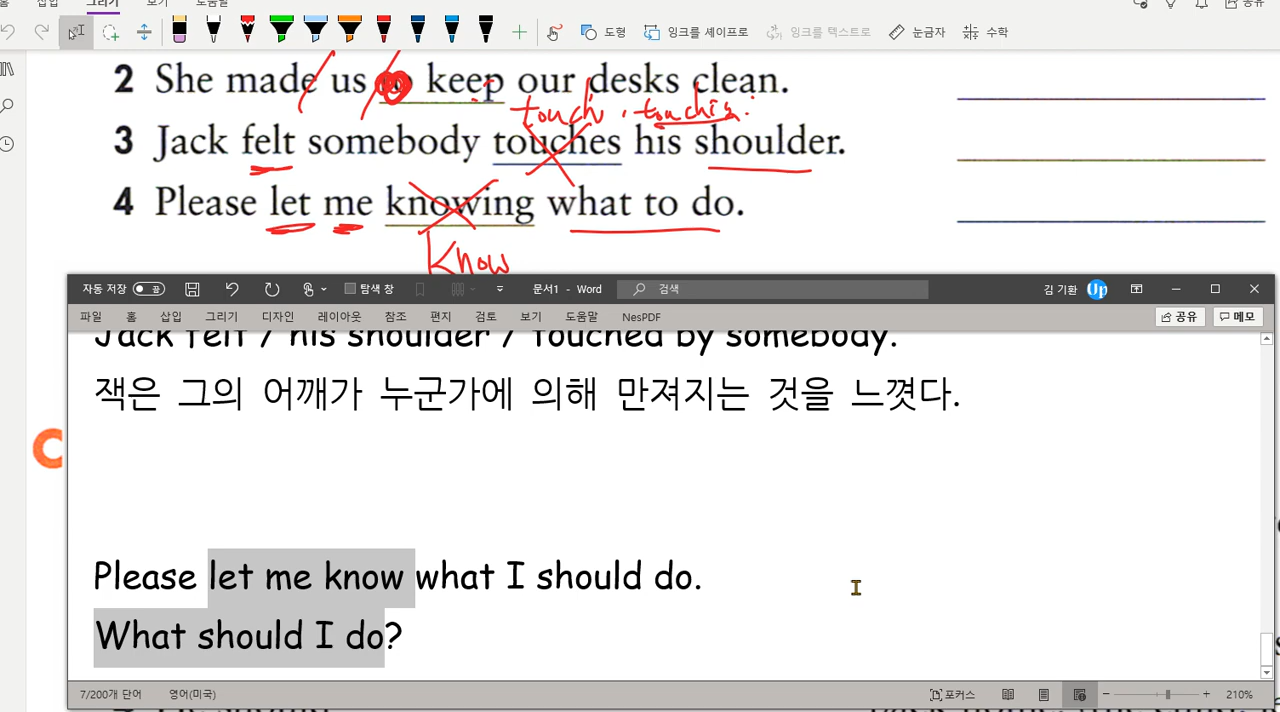 홈 삽입 그리기 보기 도움말 공유
도형 잉크를 셰이프로 잉크를 텍스트로 눈금자 수학
2 She made us to keep our desks clean.
touch, touchis.
3 Jack felt somebody touches his shoulder.
4 Please let me knowing what to do.
Know
자동 저장 끔 탐색 창 문서1 - Word 검색 김 기환 Up
파일 홈 삽입 그리기 디자인 레이아웃 참조 편지 검토 보기 도움말 NesPDF 공유 메모
Jack felt / his shoulder / touched by somebody.
잭은 그의 어깨가 누군가에 의해 만져지는 것을 느꼇다.
C
Please let me know what I should do.
What should I do?
7/200개 단어 영어(미국) 포커스 210%